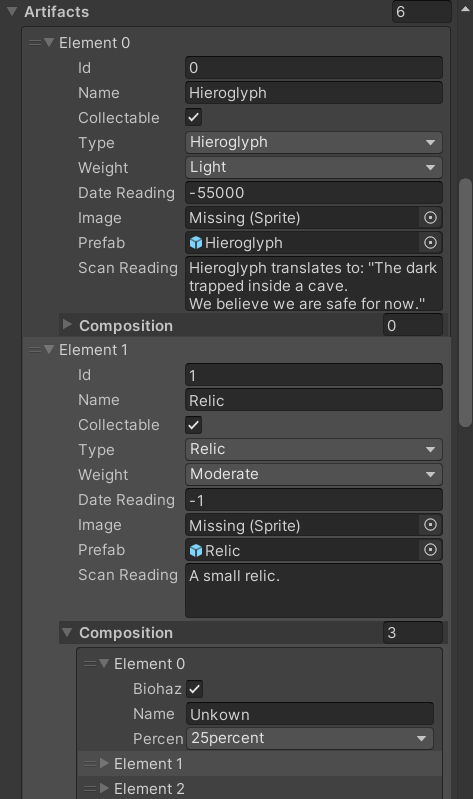 Artifacts 6
Element 0
Id 0
Name Hieroglyph
Collectable
Type Hieroglyph
Weight Light
Date Reading -55000
Image Missing (Sprite)
Prefab Hieroglyph
Scan Reading Hieroglyph translates to: "The dark
trapped inside a cave.
We believe we are safe for now."
Composition 0
Element 1
Id 1
Name Relic
Collectable
Type Relic
Weight Moderate
Date Reading -1
Image Missing (Sprite)
Prefab Relic
Scan Reading A small relic.
Composition 3
Element 0
Biohaz
Name Unkown
Percen 25percent
Element 1
Element 2